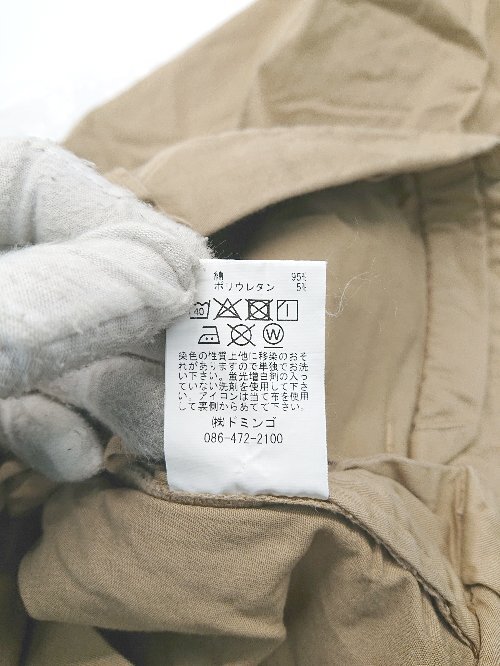 綿 95%
ポリウレタン 5%
40
W
染色の性質上他に移染のおそ
れがありますので単独でお洗
い下さい。蛍光増白剤の入っ
ていない洗剤を使用して下さ
い。アイロンは当て布を使用
して裏側からあてて下さい。
㈱ドミンゴ
086-472-2100